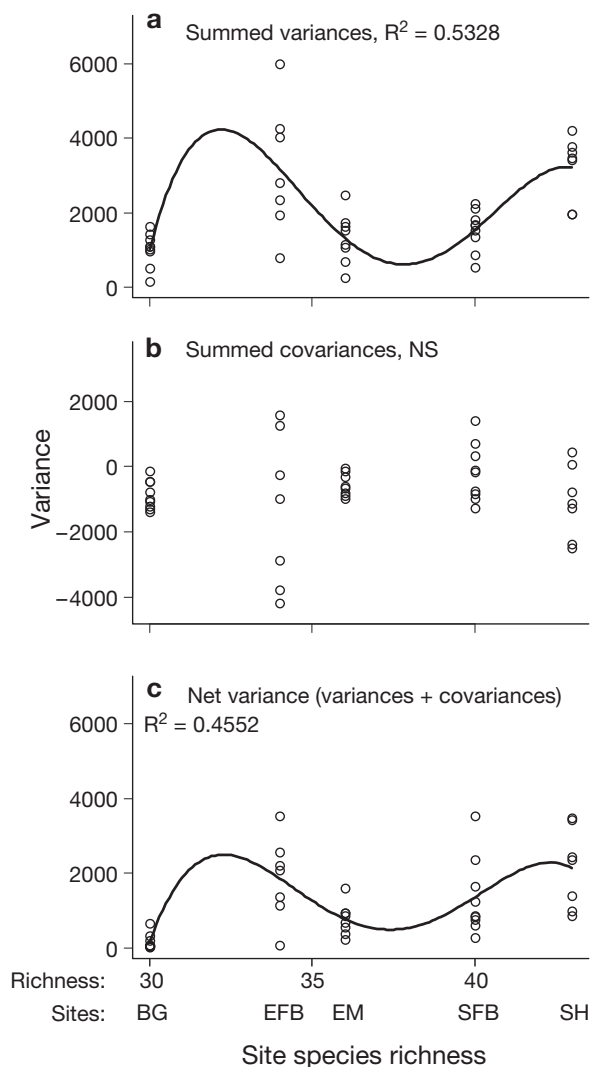 a Summed variances, R² = 0.5328
6000
4000
2000
0
b Summed covariances, NS
2000
0
−2000
−4000
Variance
c Net variance (variances + covariances)
R² = 0.4552
6000
4000
2000
0
Richness: 30 35 40
Sites: BG EFB EM SFB SH
Site species richness